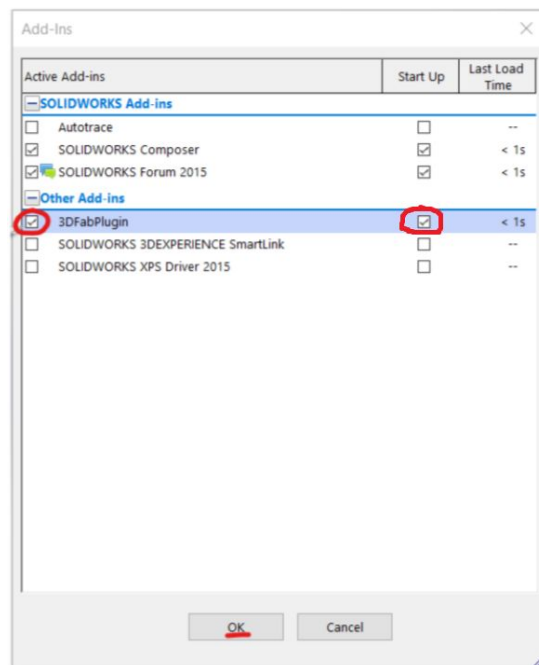 Add-Ins
Active Add-ins Start Up Last Load Time
SOLIDWORKS Add-ins
Autotrace --
SOLIDWORKS Composer < 1s
SOLIDWORKS Forum 2015 < 1s
Other Add-ins
3DFabPlugin < 1s
SOLIDWORKS 3DEXPERIENCE SmartLink --
SOLIDWORKS XPS Driver 2015 --
OK Cancel